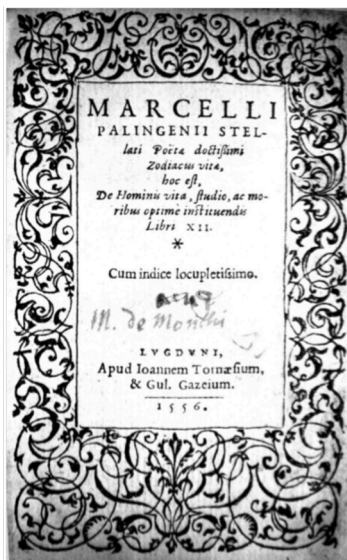 MARCELLI
PALINGENII STEL-
lati Poëtæ doctissimi
Zodiacus vitæ,
hoc est,
De Hominis vita, studio, ac mo-
ribus optimè instituendis
Libri XII.
*
Cum indice locupletissimo.
M. de
LVGDVNI,
Apud Ioannem Tornæsium,
& Gul. Gazeium.
1556.